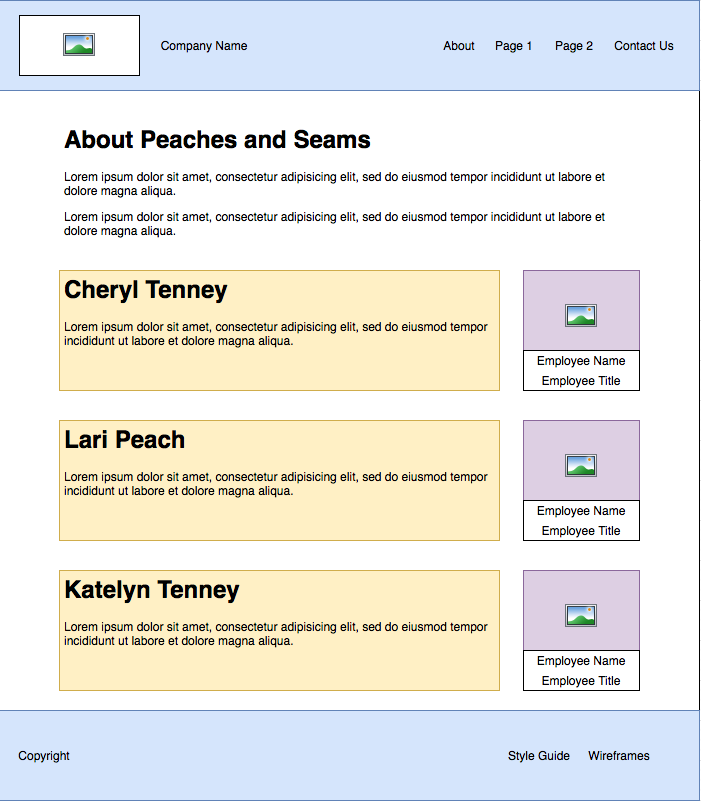 Company Name About Page 1 Page 2 Contact Us
About Peaches and Seams
Lorem ipsum dolor sit amet, consectetur adipisicing elit, sed do eiusmod tempor incididunt ut labore et
dolore magna aliqua.
Lorem ipsum dolor sit amet, consectetur adipisicing elit, sed do eiusmod tempor incididunt ut labore et
dolore magna aliqua.
Cheryl Tenney
Lorem ipsum dolor sit amet, consectetur adipisicing elit, sed do eiusmod tempor
incididunt ut labore et dolore magna aliqua.
Employee Name
Employee Title
Lari Peach
Lorem ipsum dolor sit amet, consectetur adipisicing elit, sed do eiusmod tempor
incididunt ut labore et dolore magna aliqua.
Employee Name
Employee Title
Katelyn Tenney
Lorem ipsum dolor sit amet, consectetur adipisicing elit, sed do eiusmod tempor
incididunt ut labore et dolore magna aliqua.
Employee Name
Employee Title
Copyright Style Guide Wireframes